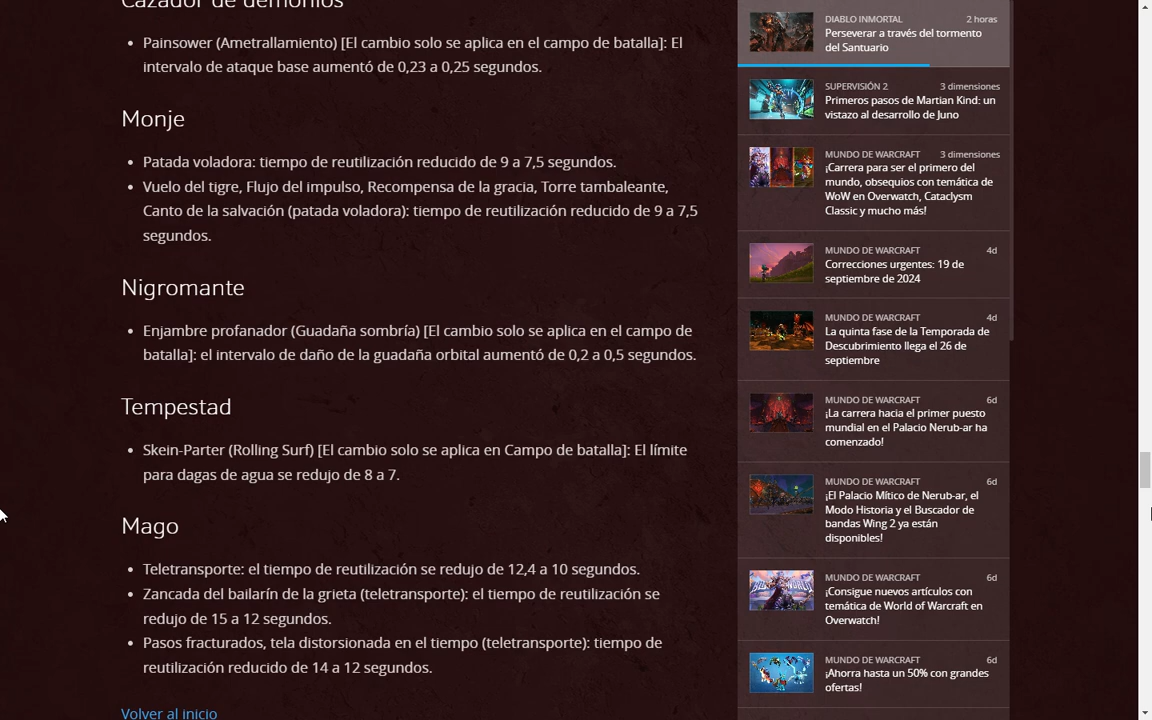 Cazador de demonios
Painsower (Ametrallamiento) [El cambio solo se aplica en el campo de batalla]: El
intervalo de ataque base aumentó de 0,23 a 0,25 segundos.
Monje
Patada voladora: tiempo de reutilización reducido de 9 a 7,5 segundos.
Vuelo del tigre, Flujo del impulso, Recompensa de la gracia, Torre tambaleante,
Canto de la salvación (patada voladora): tiempo de reutilización reducido de 9 a 7,5
segundos.
Nigromante
Enjambre profanador (Guadaña sombría) [El cambio solo se aplica en el campo de
batalla]: el intervalo de daño de la guadaña orbital aumentó de 0,2 a 0,5 segundos.
Tempestad
Skein-Parter (Rolling Surf) [El cambio solo se aplica en Campo de batalla]: El límite
para dagas de agua se redujo de 8 a 7.
Mago
Teletransporte: el tiempo de reutilización se redujo de 12,4 a 10 segundos.
Zancada del bailarín de la grieta (teletransporte): el tiempo de reutilización se
redujo de 15 a 12 segundos.
Pasos fracturados, tela distorsionada en el tiempo (teletransporte): tiempo de
reutilización reducido de 14 a 12 segundos.
Volver al inicio
DIABLO INMORTAL 2 horas
Perseverar a través del tormento
del Santuario
SUPERVISIÓN 2 3 dimensiones
Primeros pasos de Martian Kind: un
vistazo al desarrollo de Juno
MUNDO DE WARCRAFT 3 dimensiones
¡Carrera para ser el primero del
mundo, obsequios con temática de
WoW en Overwatch, Cataclysm
Classic y mucho más!
MUNDO DE WARCRAFT 4d
Correcciones urgentes: 19 de
septiembre de 2024
MUNDO DE WARCRAFT 4d
La quinta fase de la Temporada de
Descubrimiento llega el 26 de
septiembre
MUNDO DE WARCRAFT 6d
¡La carrera hacia el primer puesto
mundial en el Palacio Nerub-ar ha
comenzado!
MUNDO DE WARCRAFT 6d
¡El Palacio Mítico de Nerub-ar, el
Modo Historia y el Buscador de
bandas Wing 2 ya están
disponibles!
MUNDO DE WARCRAFT 6d
¡Consigue nuevos artículos con
temática de World of Warcraft en
Overwatch!
MUNDO DE WARCRAFT 6d
¡Ahorra hasta un 50% con grandes
ofertas!